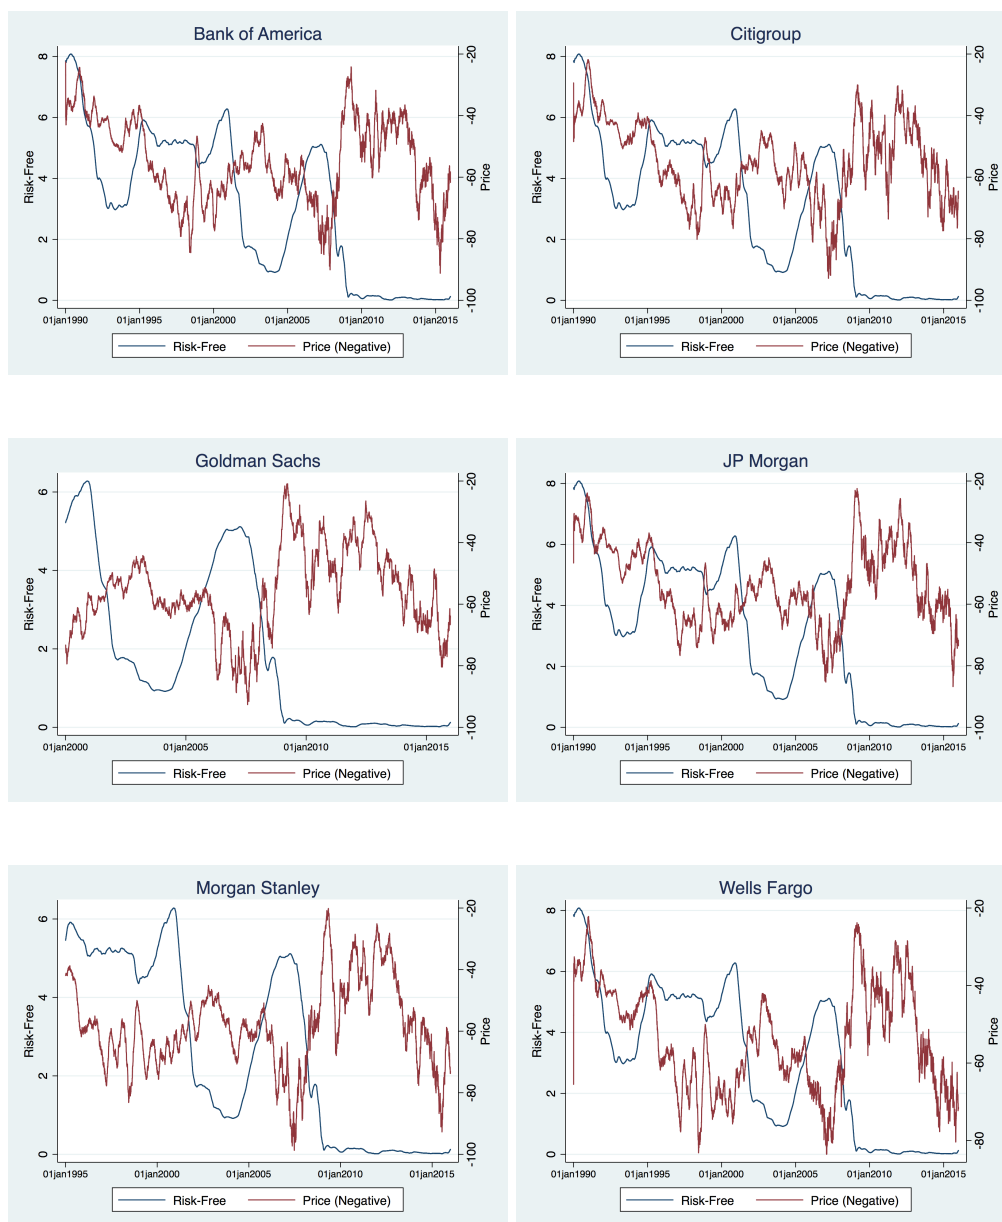 Bank of America
8
6
4
2
0
Risk-Free
-20
-40
-60
-80
-100
Price
01jan1990 01jan1995 01jan2000 01jan2005 01jan2010 01jan2015
Risk-Free Price (Negative)
Citigroup
8
6
4
2
0
Risk-Free
-20
-40
-60
-80
-100
Price
01jan1990 01jan1995 01jan2000 01jan2005 01jan2010 01jan2015
Risk-Free Price (Negative)
Goldman Sachs
6
4
2
0
Risk-Free
-20
-40
-60
-80
-100
Price
01jan2000 01jan2005 01jan2010 01jan2015
Risk-Free Price (Negative)
JP Morgan
8
6
4
2
0
Risk-Free
-20
-40
-60
-80
-100
Price
01jan1990 01jan1995 01jan2000 01jan2005 01jan2010 01jan2015
Risk-Free Price (Negative)
Morgan Stanley
6
4
2
0
Risk-Free
-20
-40
-60
-80
-100
Price
01jan1995 01jan2000 01jan2005 01jan2010 01jan2015
Risk-Free Price (Negative)
Wells Fargo
8
6
4
2
0
Risk-Free
-20
-40
-60
-80
Price
01jan1990 01jan1995 01jan2000 01jan2005 01jan2010 01jan2015
Risk-Free Price (Negative)